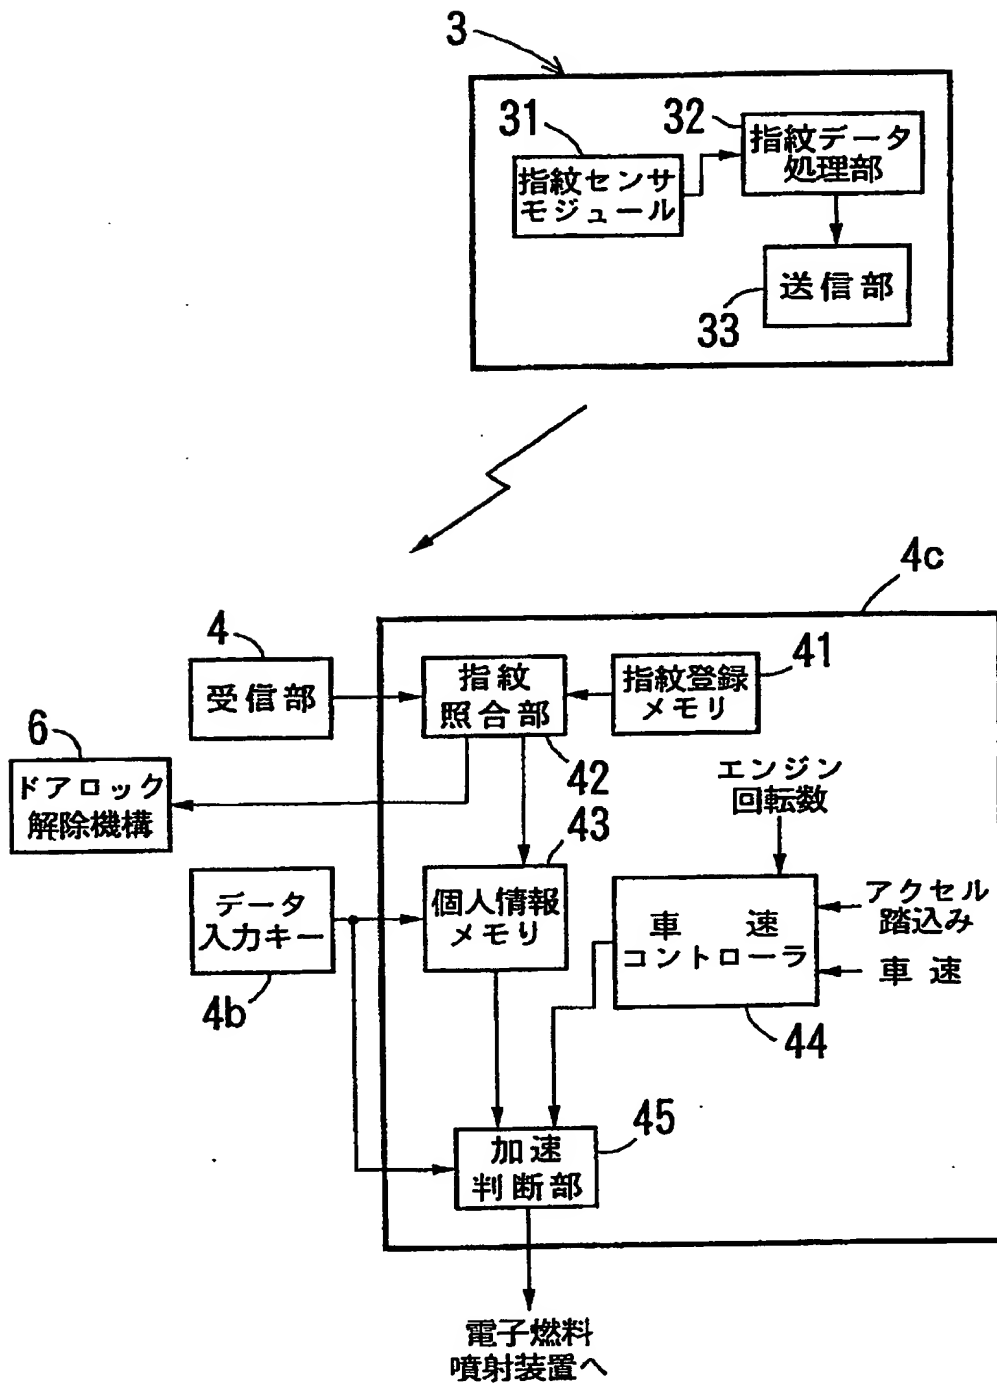 3
31
32
指紋センサ
モジュール
指紋データ
処理部
送信部
33
4c
4
受信部
指紋
照合部
41
指紋登録
メモリ
6
ドアロック
解除機構
42
43
エンジン
回転数
データ
入力キー
4b
個人情報
メモリ
車速
コントローラ
アクセル
踏込み
車速
44
45
加速
判断部
電子燃料
噴射装置へ